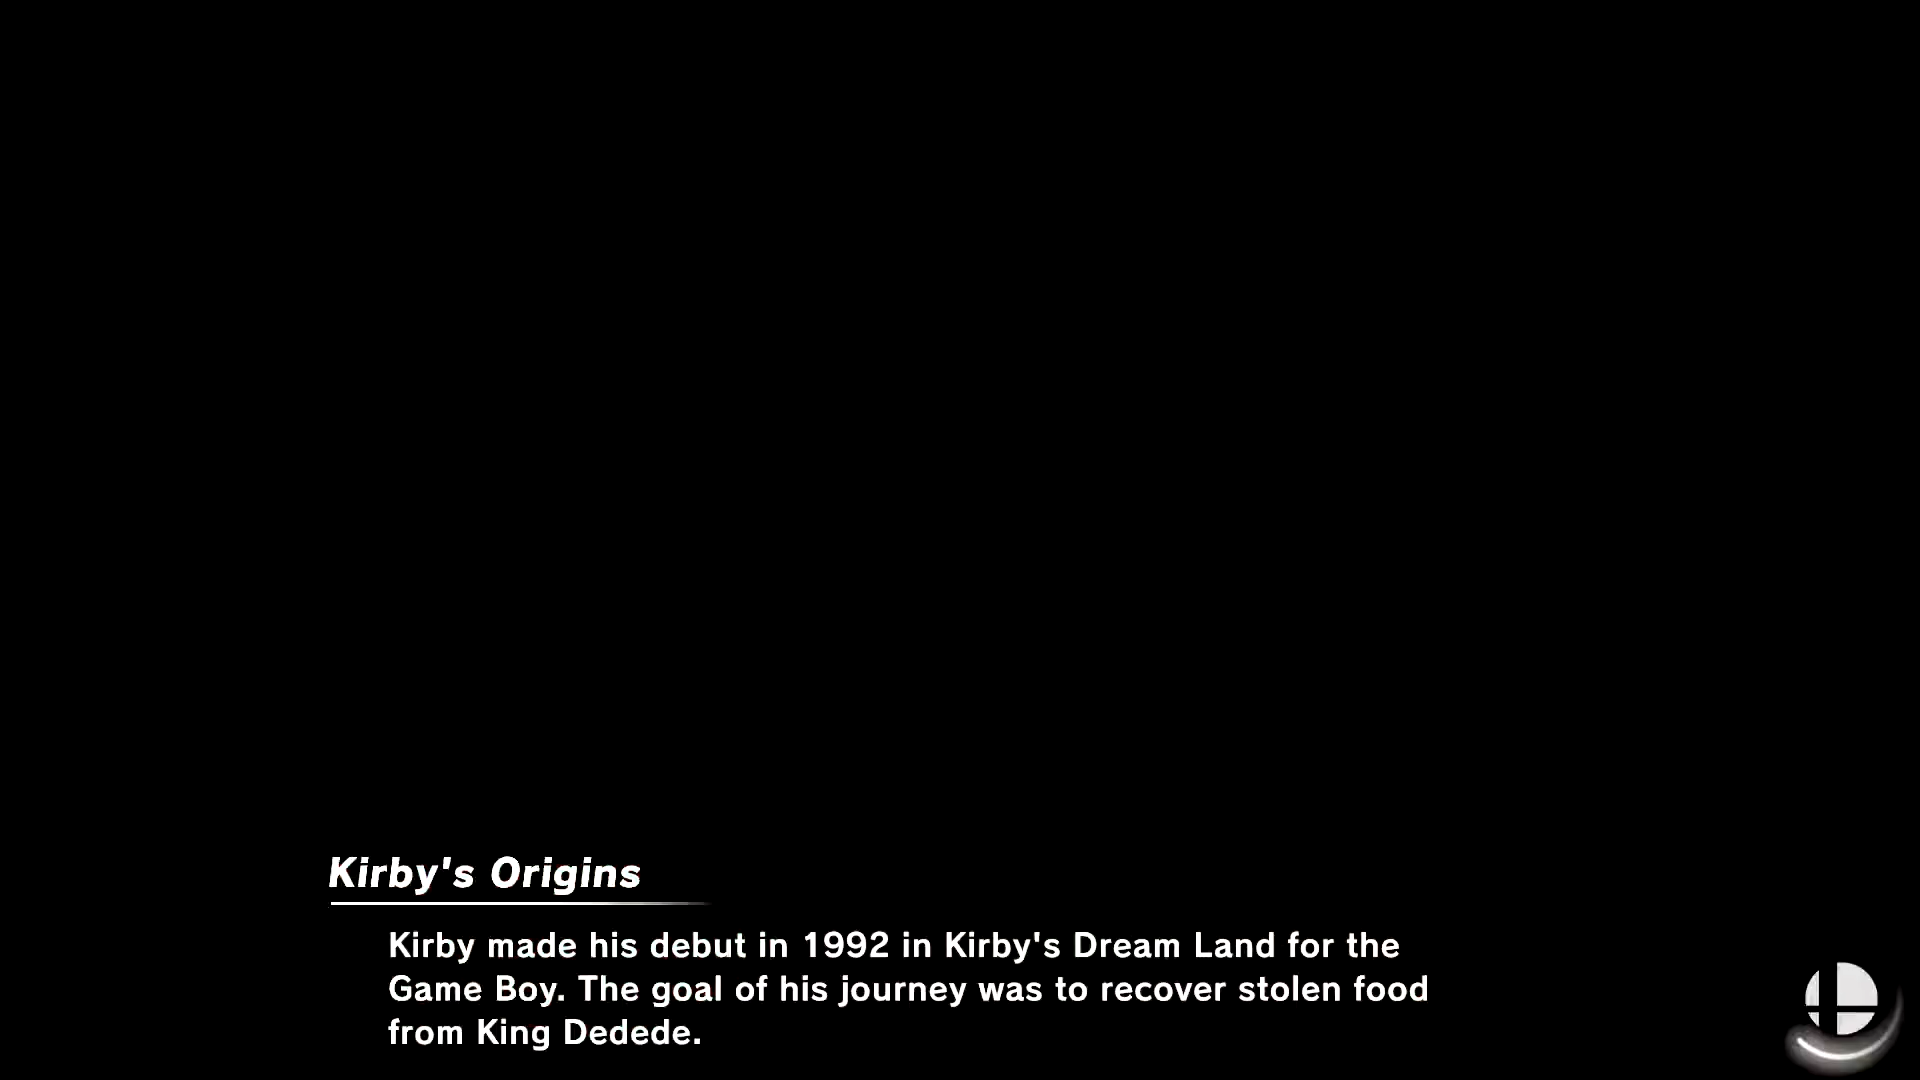 Kirby's Origins
Kirby made his debut in 1992 in Kirby's Dream Land for the
Game Boy. The goal of his journey was to recover stolen food
from King Dedede.